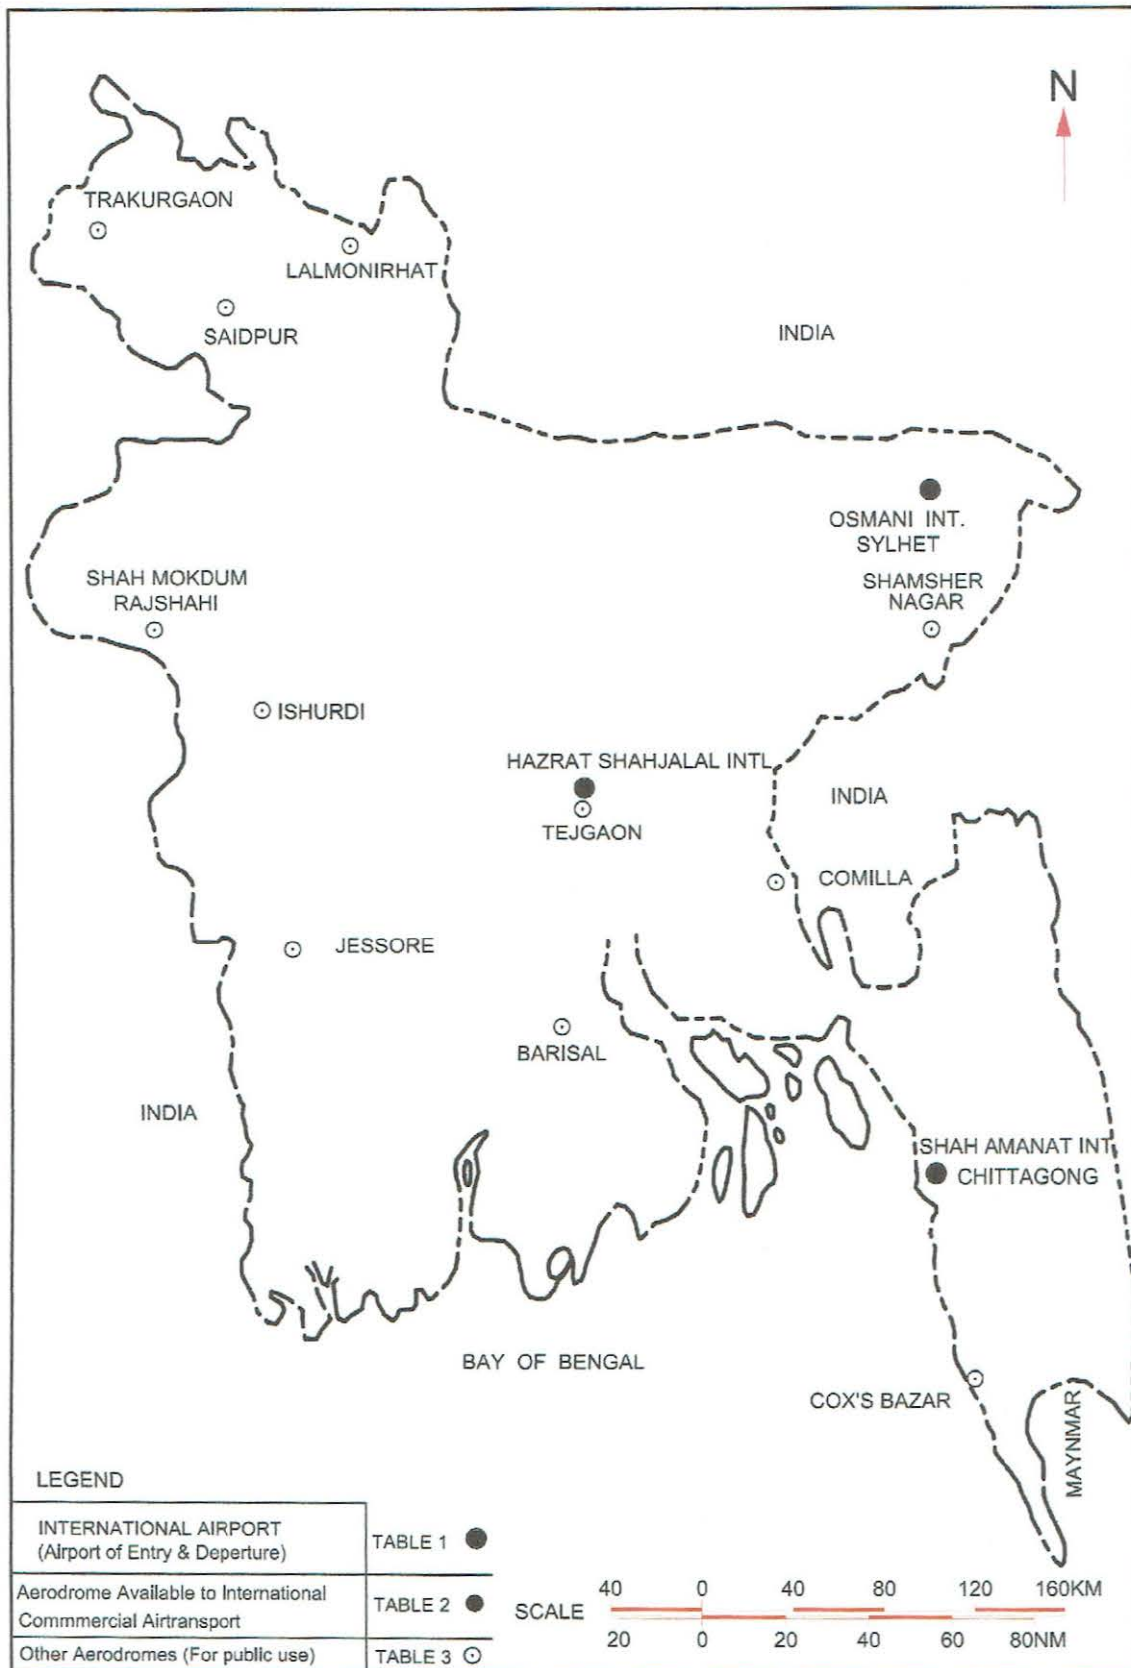 N
TRAKURGAON
LALMONIRHAT
SAIDPUR
INDIA
OSMANI INT.
SYLHET
SHAH MOKDUM
RAJSHAHI
SHAMSHER
NAGAR
ISHURDI
HAZRAT SHAHJALAL INTL
TEJGAON
INDIA
COMILLA
JESSORE
BARISAL
INDIA
SHAH AMANAT INT
CHITTAGONG
BAY OF BENGAL
COX'S BAZAR
MAYNMAR
LEGEND
INTERNATIONAL AIRPORT
(Airport of Entry & Deperture)
TABLE 1
Aerodrome Available to International
Commmercial Airtransport
TABLE 2
Other Aerodromes (For public use)
TABLE 3
SCALE
40 0 40 80 120 160KM
20 0 20 40 60 80NM